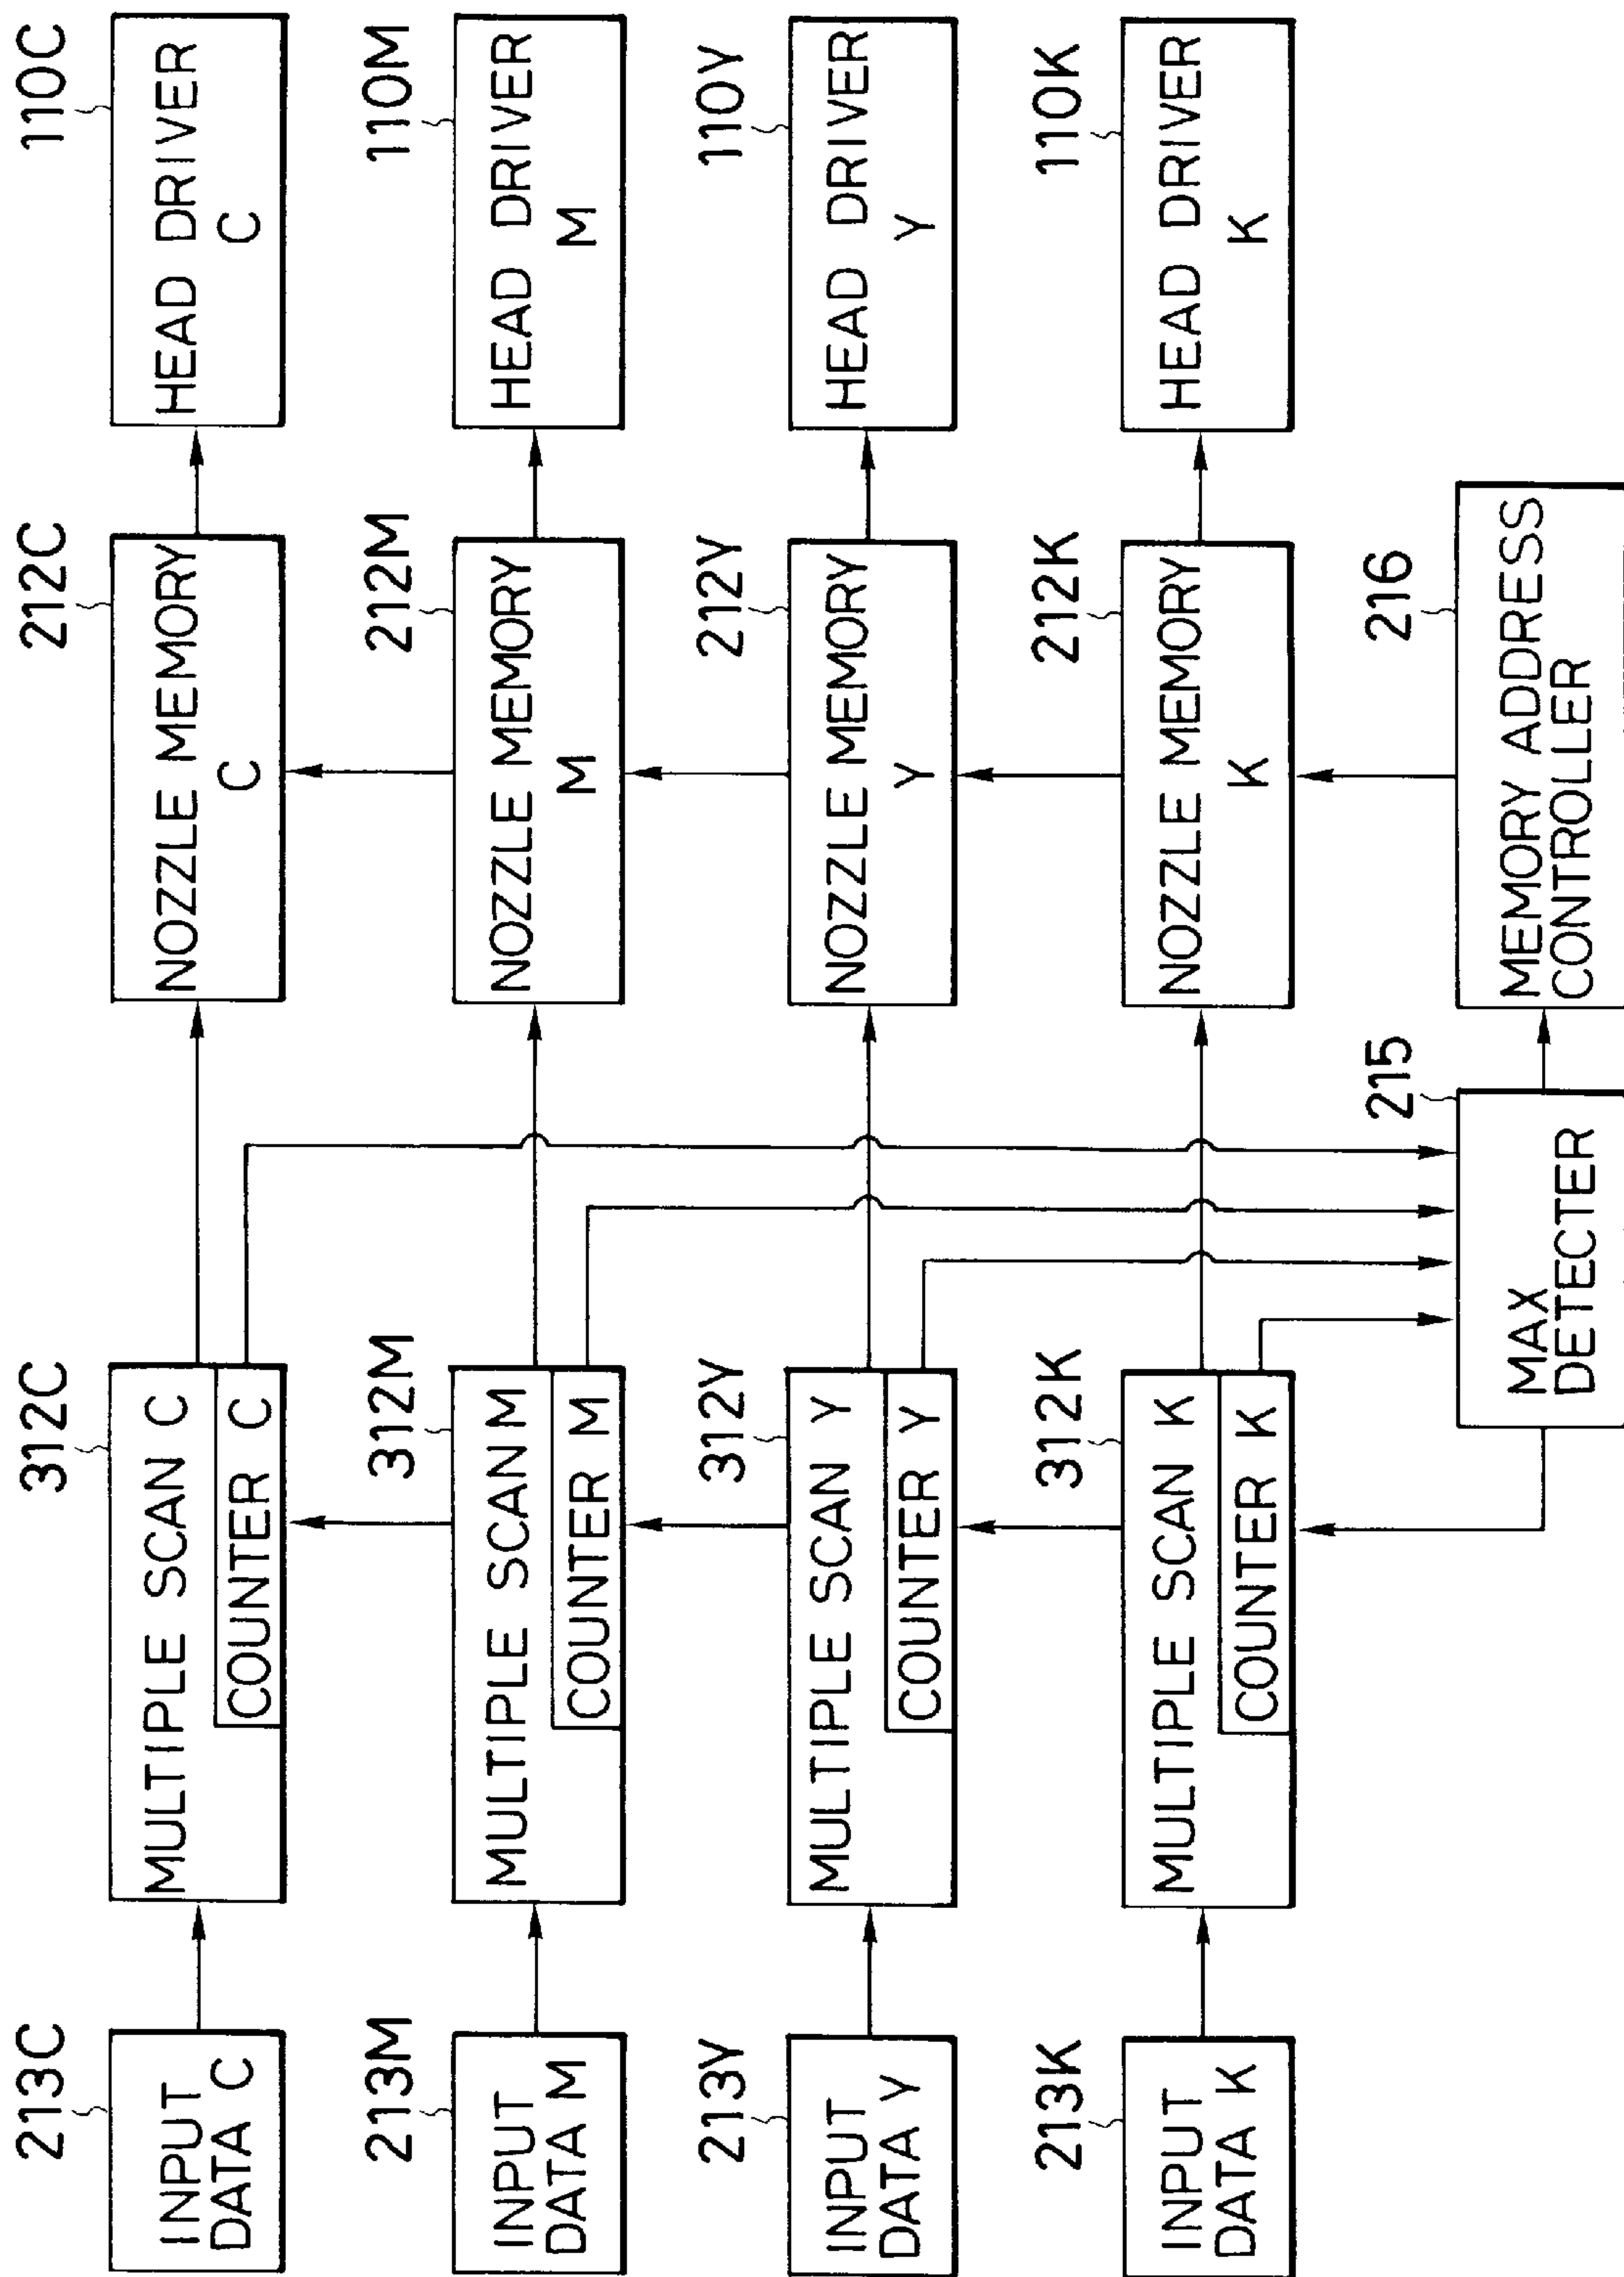 213C
INPUT
DATA C
312C
MULTIPLE SCAN C
COUNTER C
212C
NOZZLE MEMORY
C
110C
HEAD DRIVER
C
213M
INPUT
DATA M
312M
MULTIPLE SCAN M
COUNTER M
212M
NOZZLE MEMORY
M
110M
HEAD DRIVER
M
213Y
INPUT
DATA Y
312Y
MULTIPLE SCAN Y
COUNTER Y
212Y
NOZZLE MEMORY
Y
110Y
HEAD DRIVER
Y
213K
INPUT
DATA K
312K
MULTIPLE SCAN K
COUNTER K
212K
NOZZLE MEMORY
K
110K
HEAD DRIVER
K
215
MAX
DETECTER
216
MEMORY ADDRESS
CONTROLLER